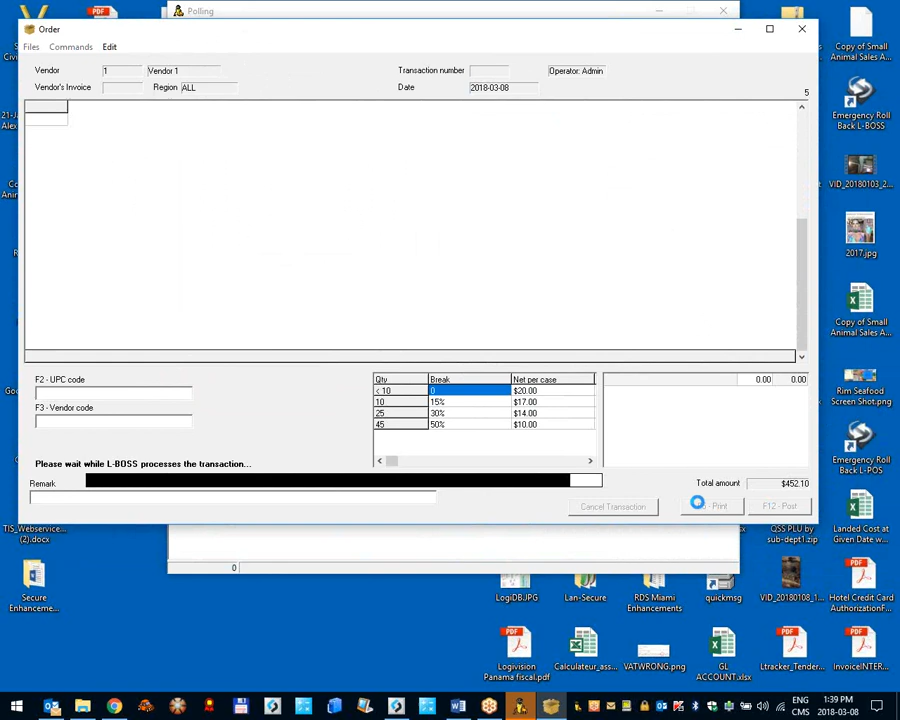 Polling
Order
Files Commands Edit
Vendor 1 Vendor 1 Transaction number Operator: Admin
Vendor's Invoice Region ALL Date 2018-03-08
5
F2 - UPC code
F3 - Vendor code
Qty Break Net per case
< 10 0 $20.00
10 15% $17.00
25 30% $14.00
45 50% $10.00
0.00 0.00
Please wait while L-BOSS processes the transaction...
Remark
Total amount $452.10
Cancel Transaction - Print F12 - Post
0
Copy of Small
Animal Sales A...
Emergency Roll
Back L-BOSS
VID_20180103_2...
2017.jpg
Copy of Small
Animal Sales A...
Rim Seafood
Screen Shot.png
Emergency Roll
Back L-POS
TIS_Webservice...
(2).docx
QSS PLU by
sub-dept1.zip
Landed Cost at
Given Date w...
Secure
Enhanceme...
LogiDB.JPG
Lan-Secure
RDS Miami
Enhancements
quickmsg
VID_20180108_1...
Hotel Credit Card
AuthorizationF...
PDF
Logivision
Panama fiscal.pdf
Calculateur_ass...
VATWRONG.png
GL
ACCOUNT.xlsx
Ltracker_Tender...
InvoiceINTER...
ENG
CMS
1:39 PM
2018-03-08